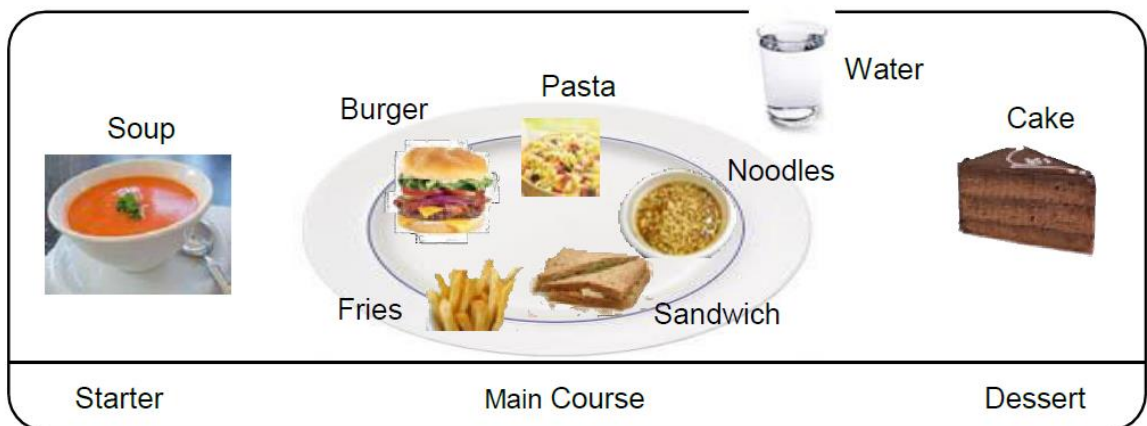 Water
Pasta
Burger
Soup
Cake
Noodles
Fries
Sandwich
Starter
Main Course
Dessert